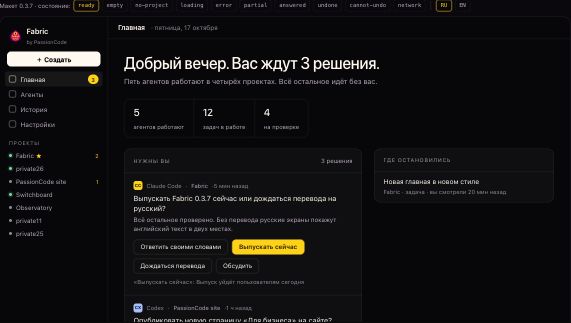 Макет 0.3.7 · состояние: ready empty no-project loading error partial answered undone cannot-undo network RU EN
Fabric
by PassionCode
+ Создать
Главная 3
Агенты
История
Настройки
ПРОЕКТЫ
Fabric ★ 2
private26
PassionCode site 1
Switchboard
Observatory
private11
private25
Главная · пятница, 17 октября
Добрый вечер. Вас ждут 3 решения.
Пять агентов работают в четырёх проектах. Всё остальное идёт без вас.
5 12 4
агентов работают задач в работе на проверке
НУЖНЫ ВЫ 3 решения
CC Claude Code · Fabric · 5 мин назад
Выпускать Fabric 0.3.7 сейчас или дождаться перевода на
русский?
Всё остальное проверено. Без перевода русские экраны покажут
английский текст в двух местах.
Ответить своими словами Выпускать сейчас
Дождаться перевода Обсудить
«Выпускать сейчас»: Выпуск уйдёт пользователям сегодня
CX Codex · PassionCode site · 1 ч назад
Опубликовать новую страницу «Для бизнеса» на сайте?
ГДЕ ОСТАНОВИЛИСЬ
Новая главная в новом стиле
Fabric · задача · вы смотрели 20 мин назад